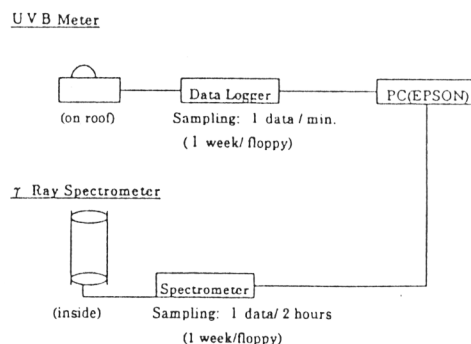 UVB Meter
Data Logger
PC(EPSON)
(on roof)
Sampling: 1 data / min.
(1 week/floppy)
γ Ray Spectrometer
Spectrometer
(inside)
Sampling: 1 data/ 2 hours
(1 week/floppy)